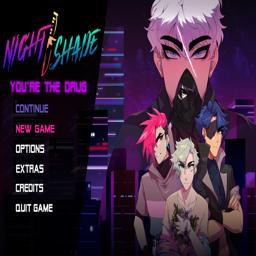 NIGHT SHADE
YOU'RE THE DRUG
CONTINUE
NEW GAME
OPTIONS
EXTRAS
CREDITS
QUIT GAME